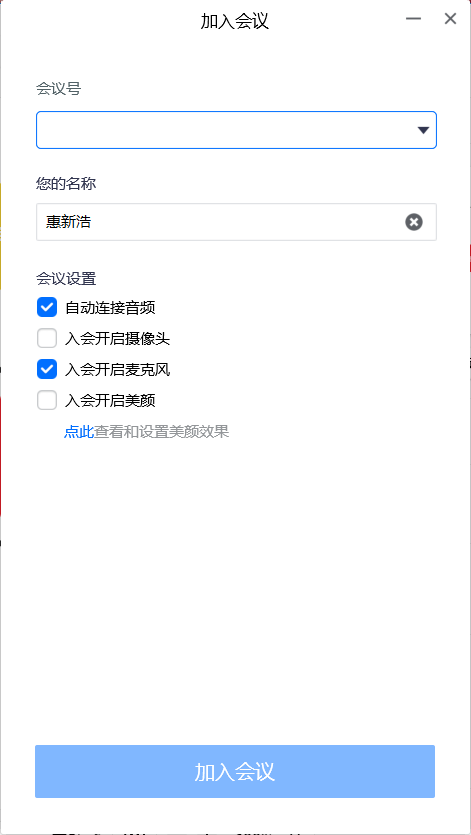 加入会议
会议号
您的名称
惠新浩
会议设置
自动连接音频
入会开启摄像头
入会开启麦克风
入会开启美颜
点此查看和设置美颜效果
加入会议